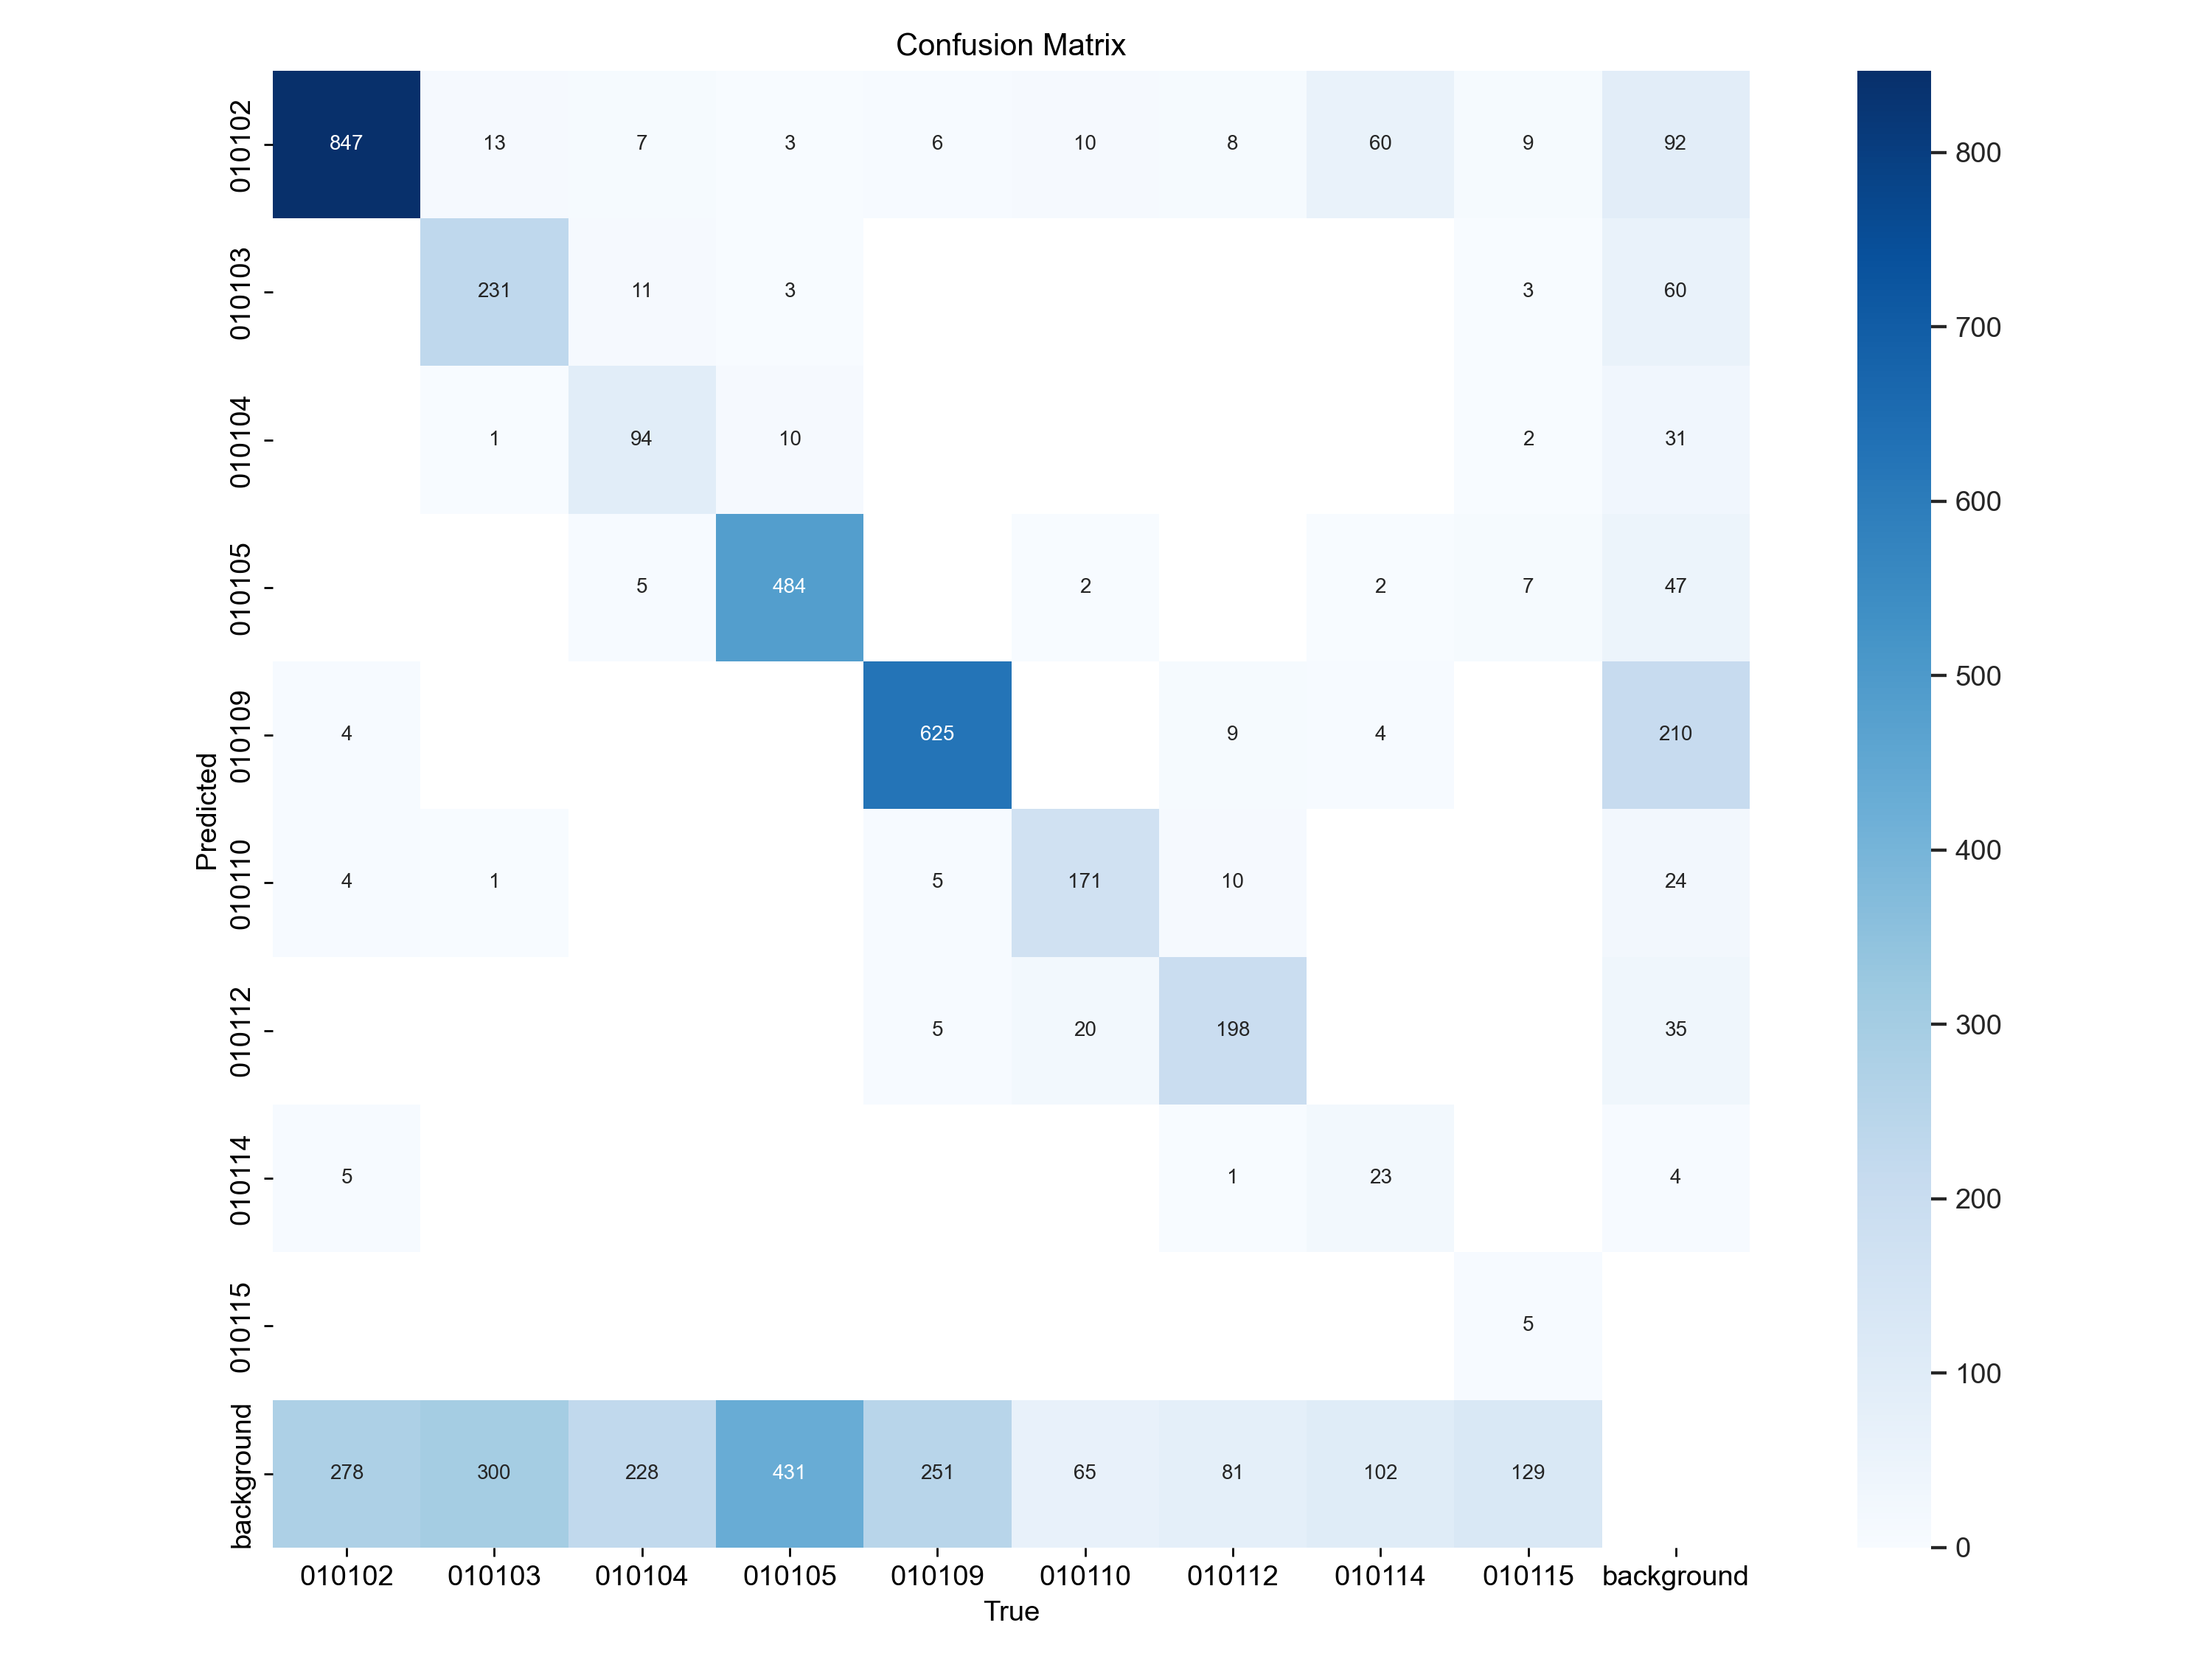 Confusion Matrix
010102 847 13 7 3 6 10 8 60 9 92
010103 231 11 3 3 60
010104 1 94 10 2 31
010105 5 484 2 2 7 47
010109 4 625 9 4 210
010110 4 1 5 171 10 24
010112 5 20 198 35
010114 5 1 23 4
010115 5
background 278 300 228 431 251 65 81 102 129
010102 010103 010104 010105 010109 010110 010112 010114 010115 background
True
Predicted
800
700
600
500
400
300
200
100
0